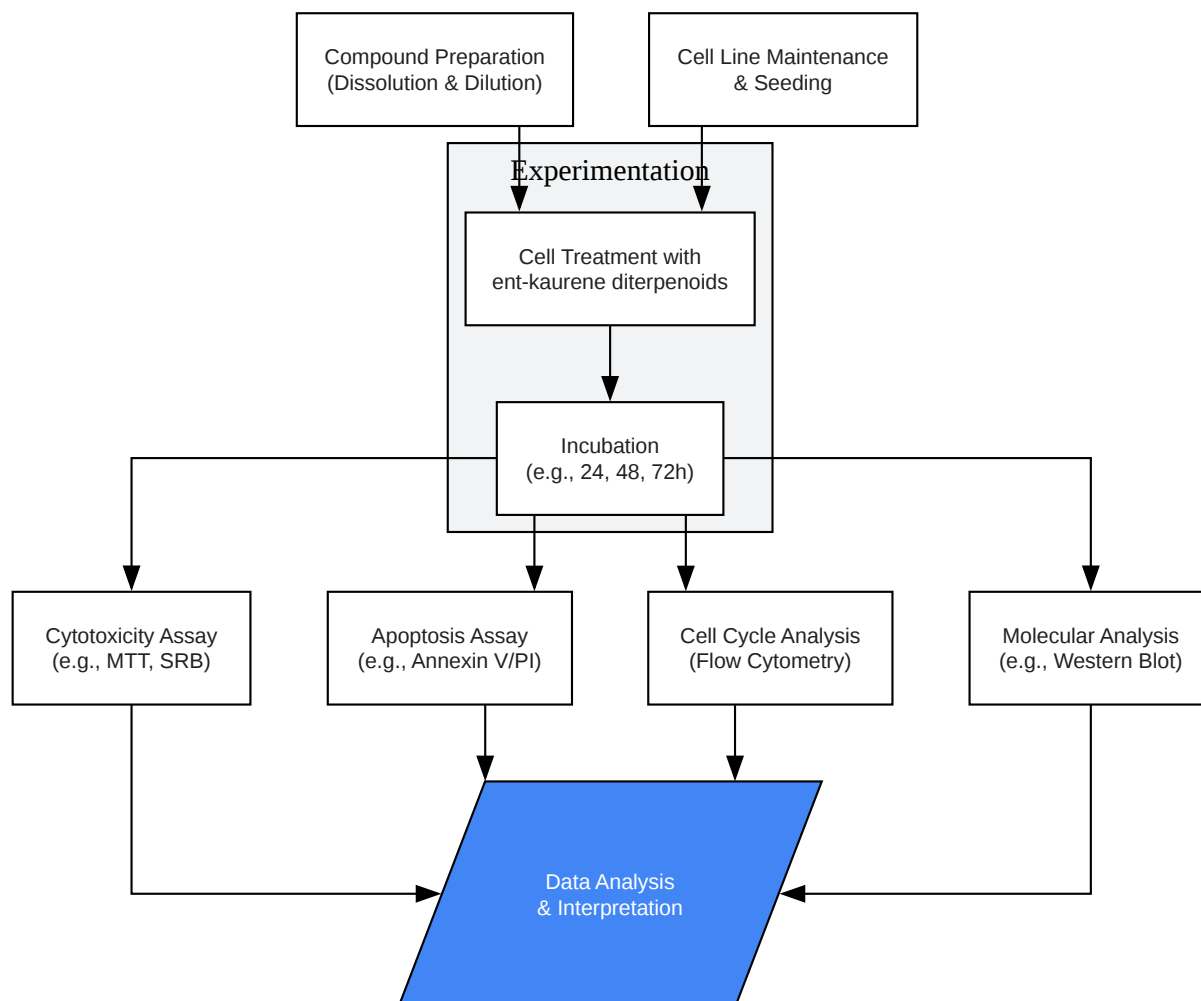 Compound Preparation
(Dissolution & Dilution)
Cell Line Maintenance
& Seeding
Experimentation
Cell Treatment with
ent-kaurene diterpenoids
Incubation
(e.g., 24, 48, 72h)
Cytotoxicity Assay
(e.g., MTT, SRB)
Apoptosis Assay
(e.g., Annexin V/PI)
Cell Cycle Analysis
(Flow Cytometry)
Molecular Analysis
(e.g., Western Blot)
Data Analysis
& Interpretation